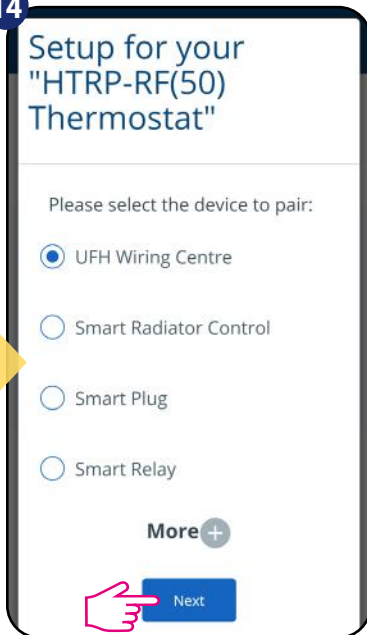 14
Setup for your
"HTRP-RF(50)
Thermostat"
Please select the device to pair:
UFH Wiring Centre
Smart Radiator Control
Smart Plug
Smart Relay
More +
Next